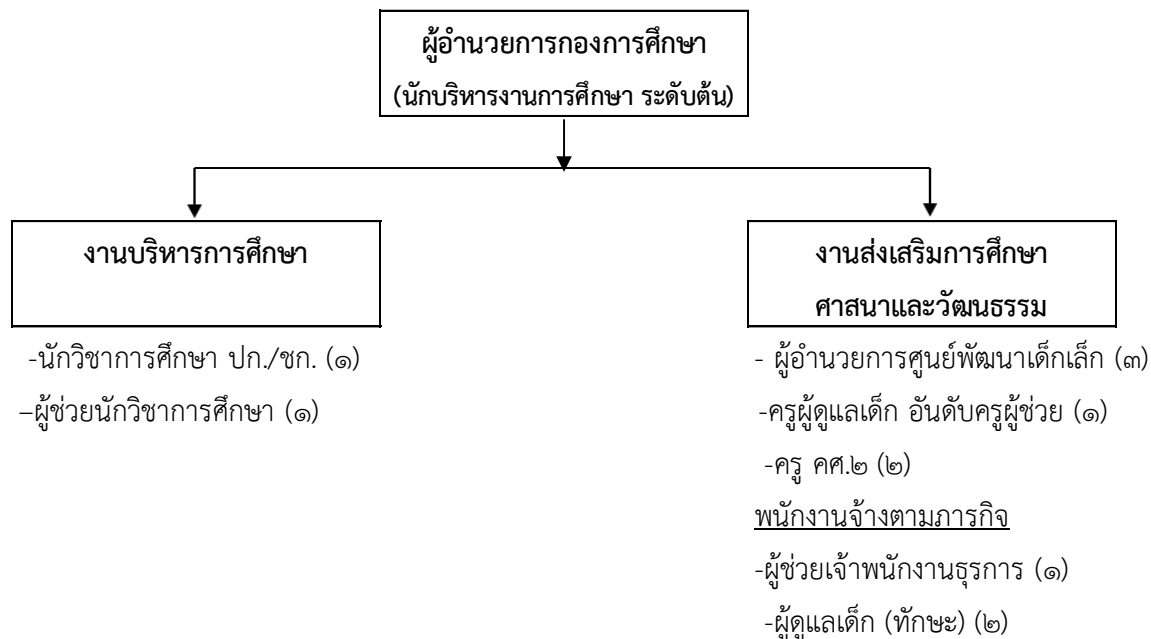 ผู้อำนวยการกองการศึกษา
(นักบริหารงานการศึกษา ระดับต้น)
งานบริหารการศึกษา
-นักวิชาการศึกษา ปก./ชก. (๑)
–ผู้ช่วยนักวิชาการศึกษา (๑)
งานส่งเสริมการศึกษา
ศาสนาและวัฒนธรรม
- ผู้อำนวยการศูนย์พัฒนาเด็กเล็ก (๓)
-ครูผู้ดูแลเด็ก อันดับครูผู้ช่วย (๑)
-ครู คศ.๒ (๒)
พนักงานจ้างตามภารกิจ
-ผู้ช่วยเจ้าพนักงานธุรการ (๑)
-ผู้ดูแลเด็ก (ทักษะ) (๒)